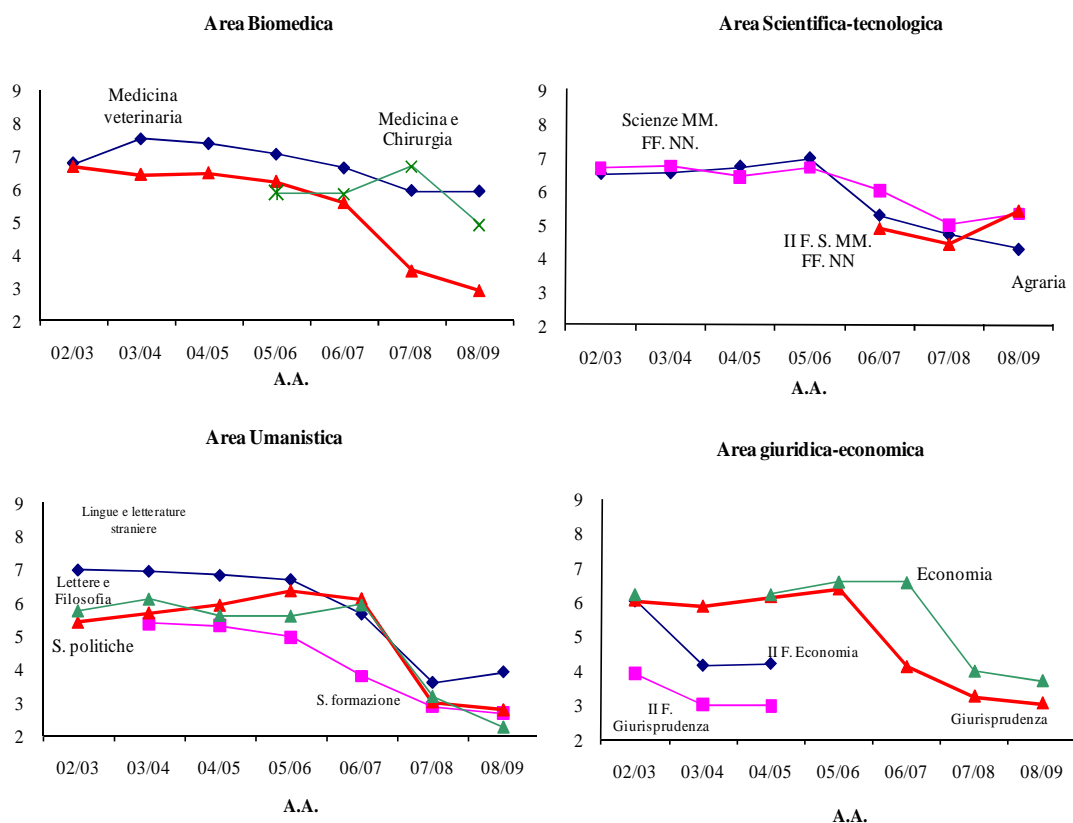 Area Biomedica
9
8
7
6
5
4
3
2
Medicina
veterinaria
Medicina e
Chirurgia
02/03 03/04 04/05 05/06 06/07 07/08 08/09
A.A.
Area Scientifica-tecnologica
9
8
7
6
5
4
3
2
Scienze MM.
FF. NN.
II F. S. MM.
FF. NN
Agraria
02/03 03/04 04/05 05/06 06/07 07/08 08/09
A.A.
Area Umanistica
9
8
7
6
5
4
3
2
Lingue e letterature
straniere
Lettere e
Filosofia
S. politiche
S. formazione
02/03 03/04 04/05 05/06 06/07 07/08 08/09
A.A.
Area giuridica-economica
9
8
7
6
5
4
3
2
Economia
II F. Economia
II F.
Giurisprudenza
Giurisprudenza
02/03 03/04 04/05 05/06 06/07 07/08 08/09
A.A.